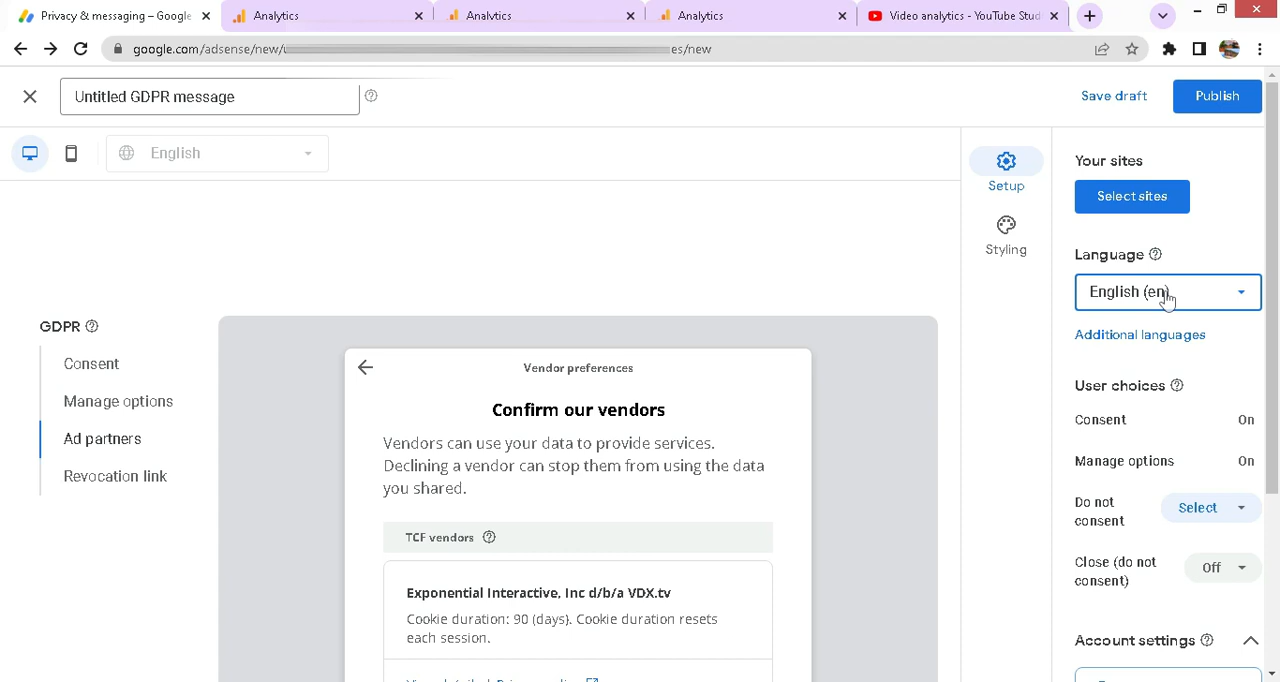 Privacy & messaging – Google
Analytics
Analytics
Analytics
Video analytics - YouTube Stud
google.com/adsense/new/
es/new
Untitled GDPR message
Save draft
Publish
English
Setup
Styling
Your sites
Select sites
Language
English (en)
Additional languages
GDPR
Consent
Manage options
Ad partners
Revocation link
Vendor preferences
Confirm our vendors
Vendors can use your data to provide services.
Declining a vendor can stop them from using the data
you shared.
TCF vendors
Exponential Interactive, Inc d/b/a VDX.tv
Cookie duration: 90 (days). Cookie duration resets
each session.
User choices
Consent On
Manage options On
Do not
consent
Select
Close (do not
consent)
Off
Account settings